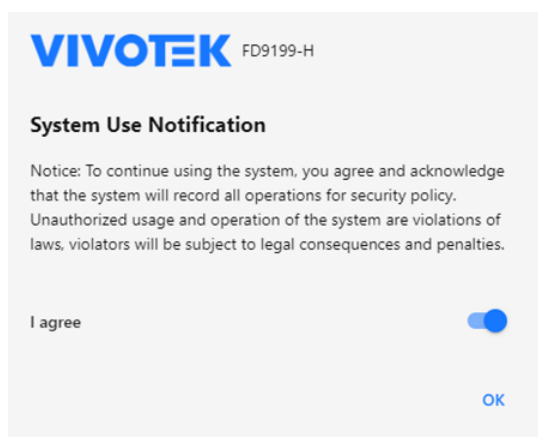 VIVOTEK FD9199-H
System Use Notification
Notice: To continue using the system, you agree and acknowledge
that the system will record all operations for security policy.
Unauthorized usage and operation of the system are violations of
laws, violators will be subject to legal consequences and penalties.
I agree
OK